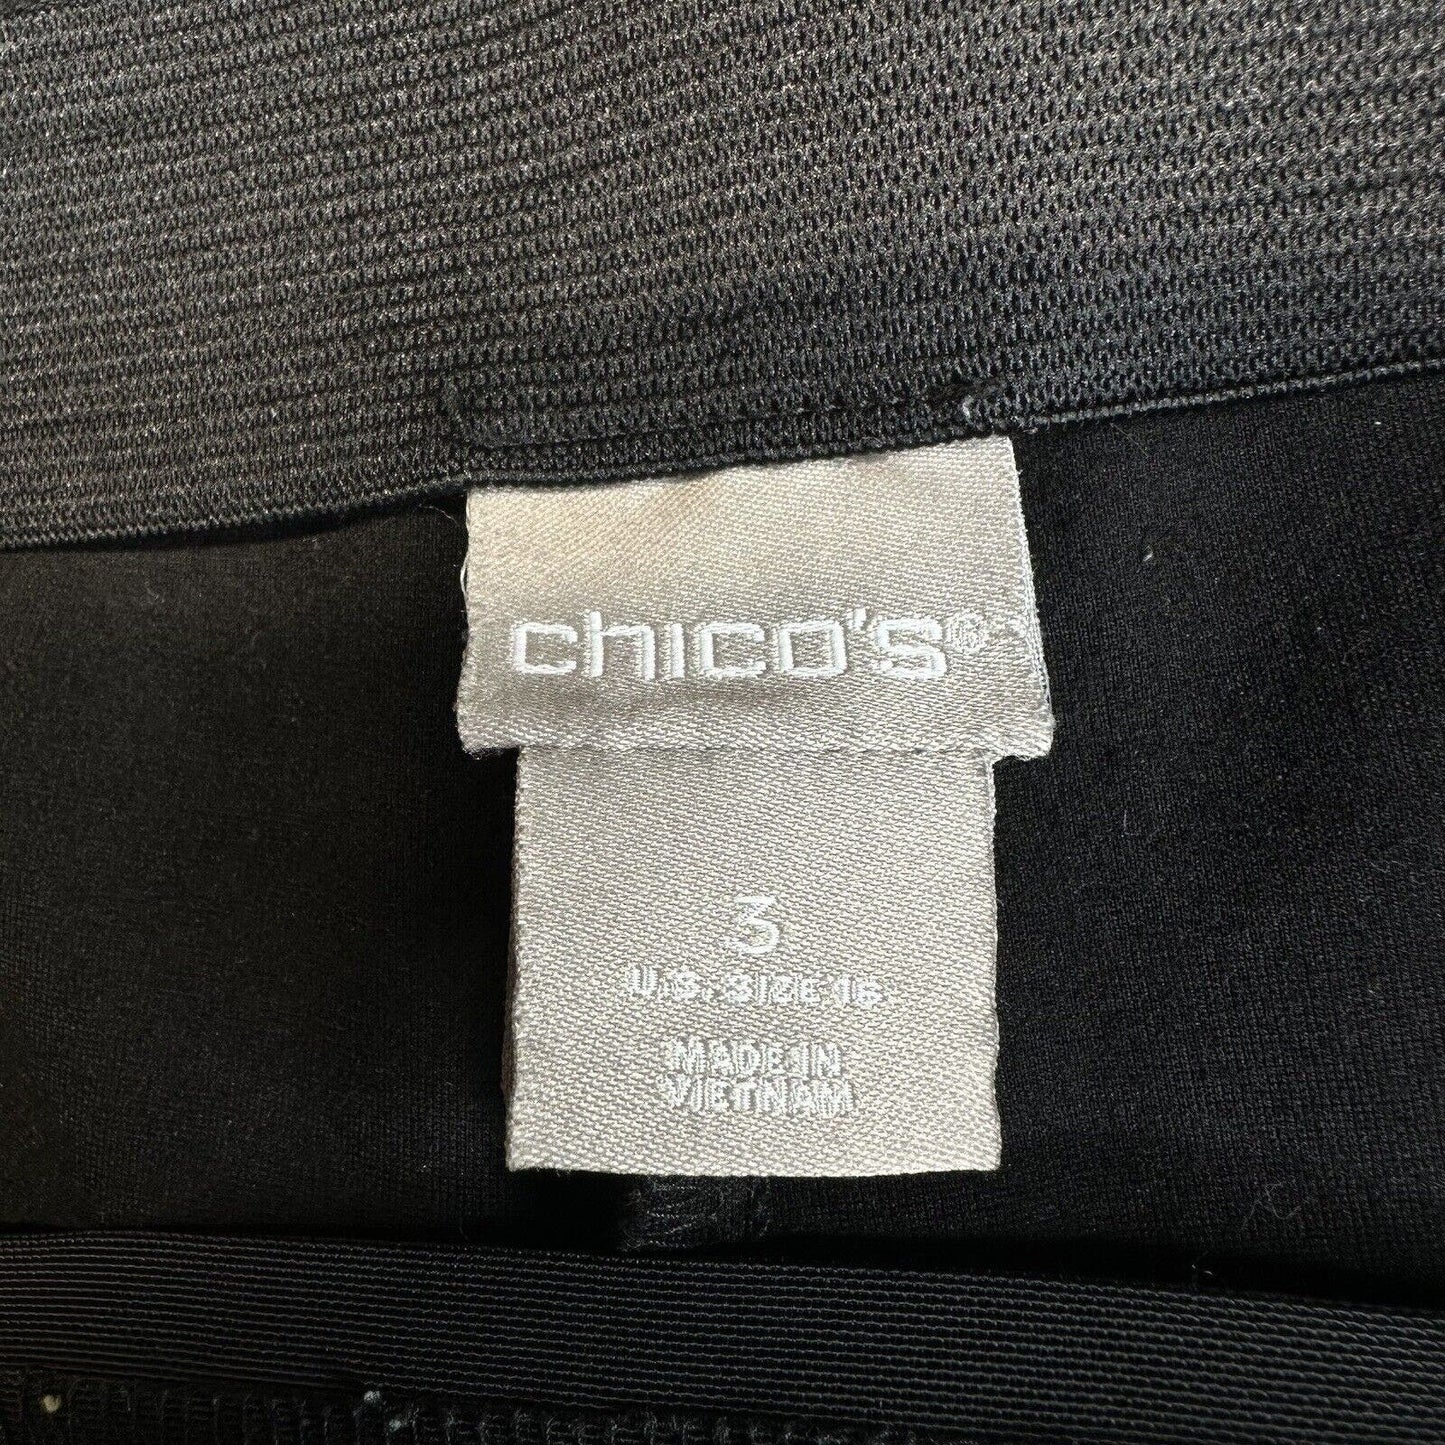 chico's®
3
U.S. SIZE 16
MADE IN
VIETNAM